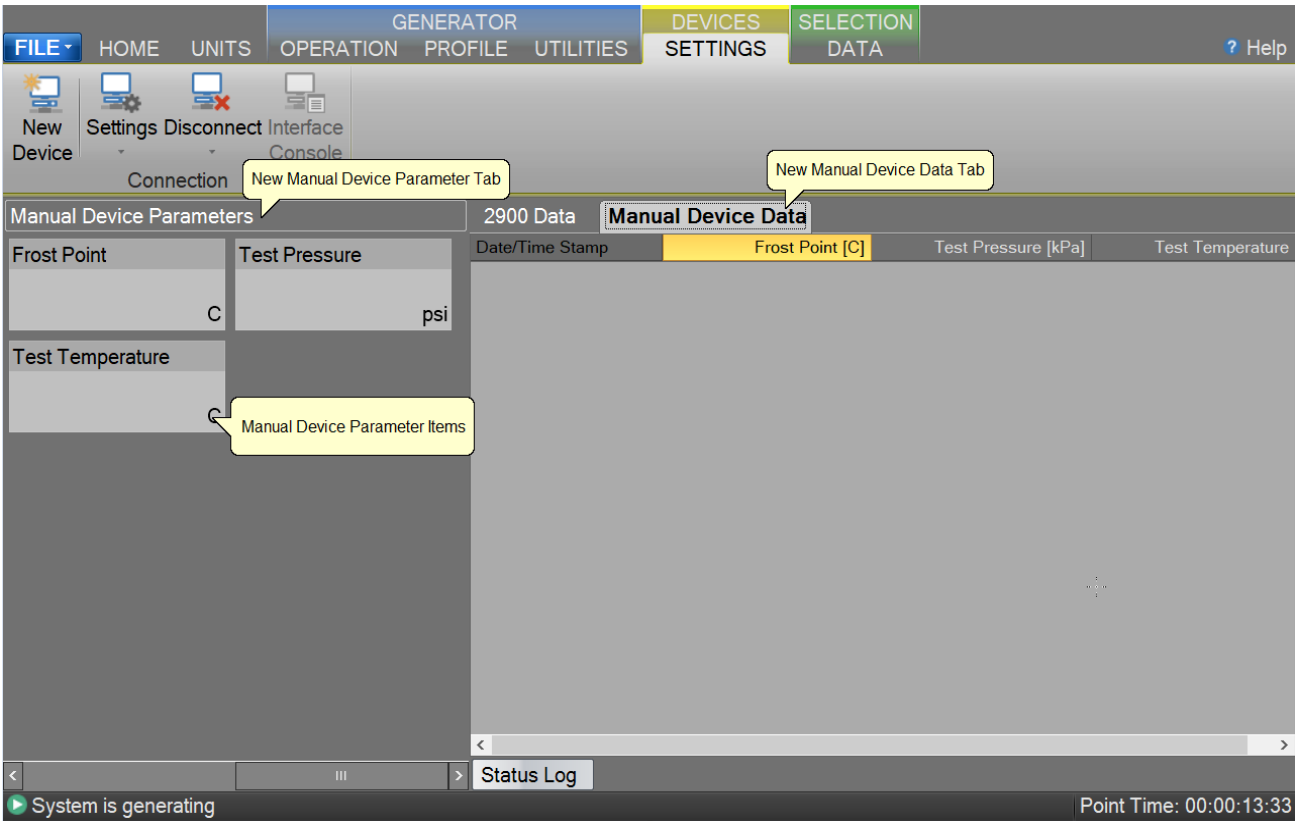 GENERATOR DEVICES SELECTION
FILE HOME UNITS OPERATION PROFILE UTILITIES SETTINGS DATA ? Help
New Device Settings Disconnect Interface Console
Connection
New Manual Device Parameter Tab
New Manual Device Data Tab
Manual Device Parameters
2900 Data Manual Device Data
Date/Time Stamp Frost Point [C] Test Pressure [kPa] Test Temperature
Frost Point Test Pressure
C psi
Test Temperature
C
Manual Device Parameter Items
Status Log
System is generating Point Time: 00:00:13:33